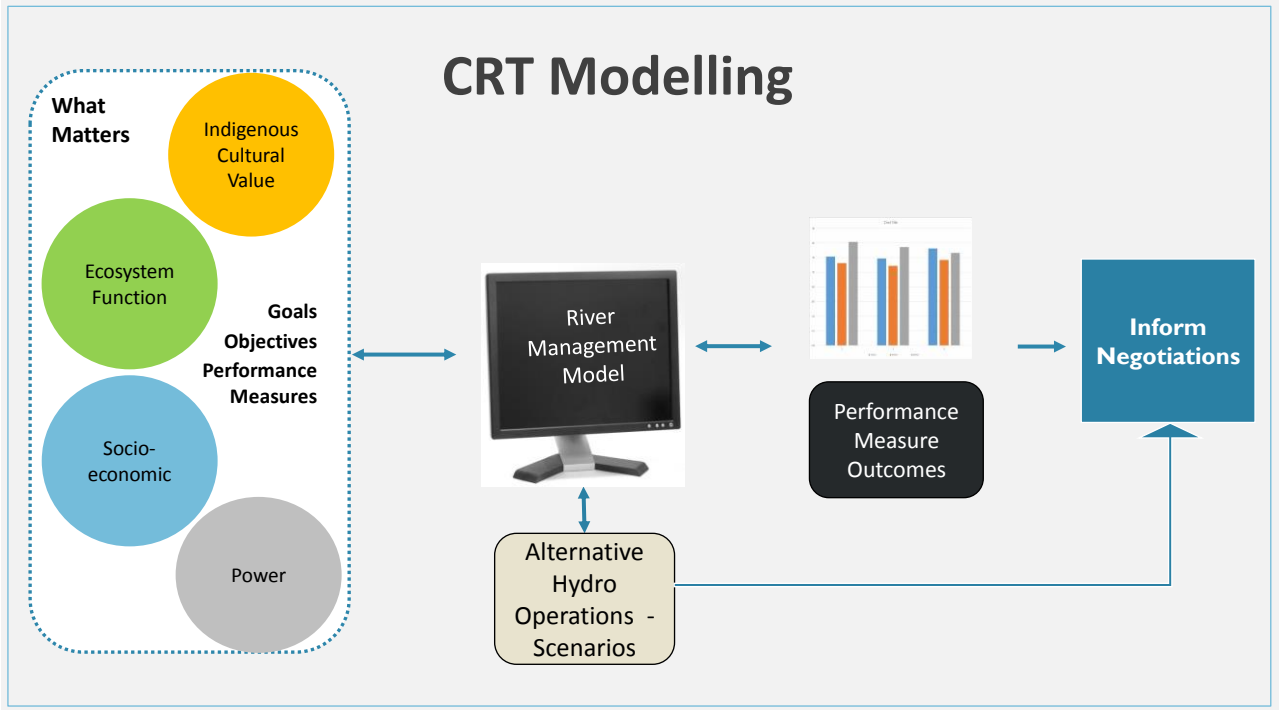 CRT Modelling
What
Matters
Indigenous
Cultural
Value
Ecosystem
Function
Goals
Objectives
Performance
Measures
Socio-
economic
Power
River
Management
Model
Alternative
Hydro
Operations -
Scenarios
Performance
Measure
Outcomes
Inform
Negotiations